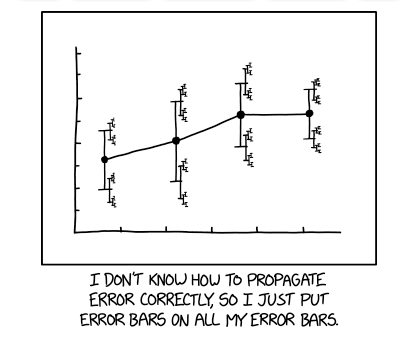 I DON'T KNOW HOW TO PROPAGATE
ERROR CORRECTLY, SO I JUST PUT
ERROR BARS ON ALL MY ERROR BARS.